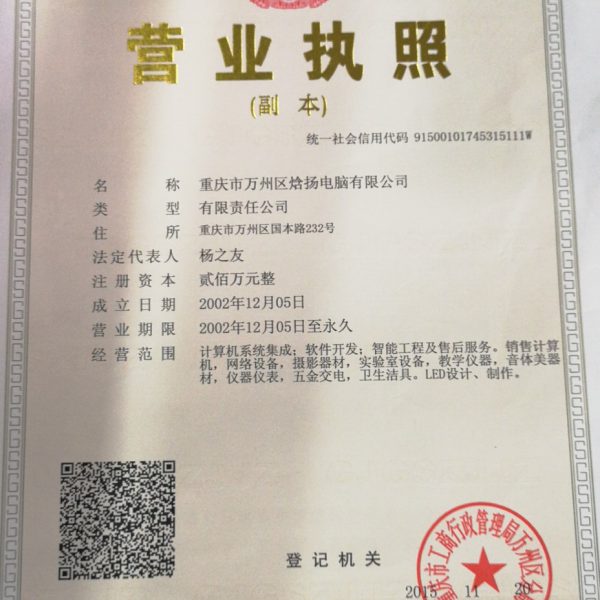 营业执照
(副 本)
统一社会信用代码 91500101745315111W
名 称 重庆市万州区焓扬电脑有限公司
类 型 有限责任公司
住 所 重庆市万州区国本路232号
法定代表人 杨之友
注册资本 贰佰万元整
成立日期 2002年12月05日
营业期限 2002年12月05日至永久
经营范围 计算机系统集成；软件开发；智能工程及售后服务。销售计算
机，网络设备，摄影器材，实验室设备，教学仪器，音体美器
材，仪器仪表，五金交电，卫生洁具。LED设计、制作。
重庆市工商行政管理局万州区分
登记机关
2015 11 20